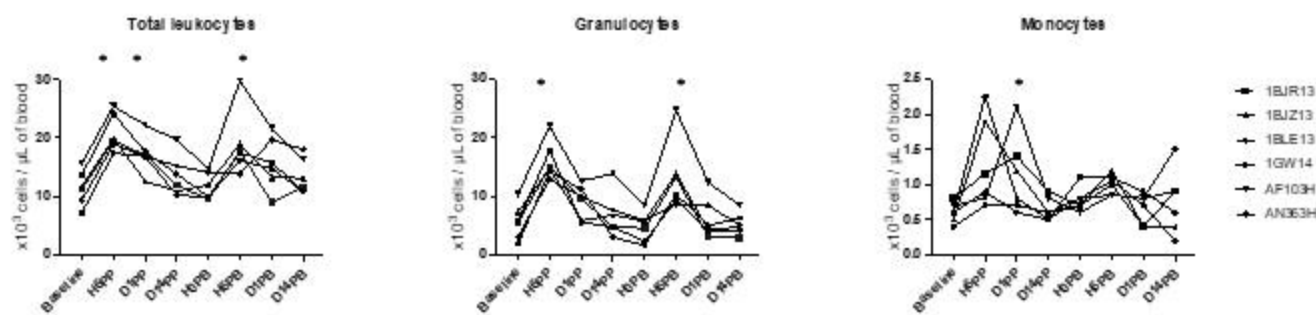 Total leukocytes
Granulocytes
Monocytes
* *
*
*
*
*
x10³ cells / µL of blood
30
20
10
0
Baseline
H6PP
D1PP
D14PP
H0PB
H6PB
D1PB
D14PB
x10³ cells / µL of blood
30
20
10
0
Baseline
H6PP
D1PP
D14PP
H0PB
H6PB
D1PB
D14PB
x10³ cells / µL of blood
2.5
2.0
1.5
1.0
0.5
0.0
Baseline
H6PP
D1PP
D14PP
H0PB
H6PB
D1PB
D14PB
1BJR13
1BJZ13
1BLE13
1GW14
AF103H
AN363H